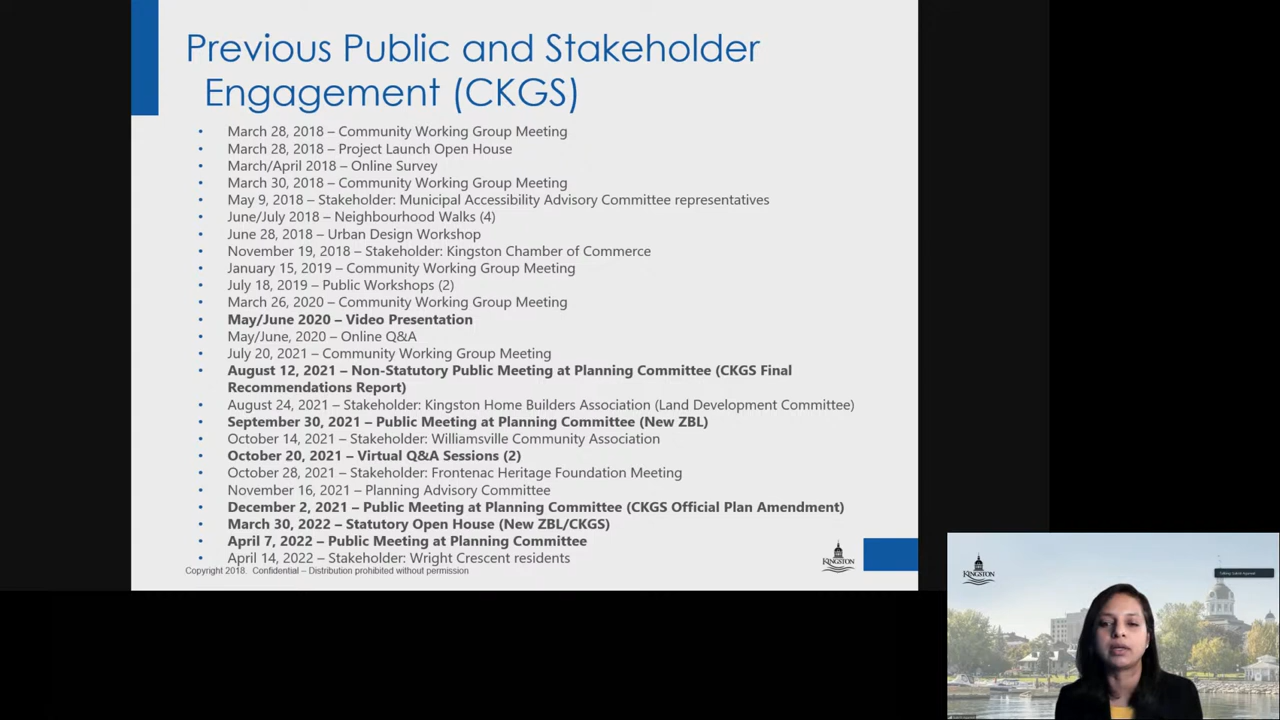 Previous Public and Stakeholder
Engagement (CKGS)
• March 28, 2018 – Community Working Group Meeting
• March 28, 2018 – Project Launch Open House
• March/April 2018 – Online Survey
• March 30, 2018 – Community Working Group Meeting
• May 9, 2018 – Stakeholder: Municipal Accessibility Advisory Committee representatives
• June/July 2018 – Neighbourhood Walks (4)
• June 28, 2018 – Urban Design Workshop
• November 19, 2018 – Stakeholder: Kingston Chamber of Commerce
• January 15, 2019 – Community Working Group Meeting
• July 18, 2019 – Public Workshops (2)
• March 26, 2020 – Community Working Group Meeting
• May/June 2020 – Video Presentation
• May/June, 2020 – Online Q&A
• July 20, 2021 – Community Working Group Meeting
• August 12, 2021 – Non-Statutory Public Meeting at Planning Committee (CKGS Final
Recommendations Report)
• August 24, 2021 – Stakeholder: Kingston Home Builders Association (Land Development Committee)
• September 30, 2021 – Public Meeting at Planning Committee (New ZBL)
• October 14, 2021 – Stakeholder: Williamsville Community Association
• October 20, 2021 – Virtual Q&A Sessions (2)
• October 28, 2021 – Stakeholder: Frontenac Heritage Foundation Meeting
• November 16, 2021 – Planning Advisory Committee
• December 2, 2021 – Public Meeting at Planning Committee (CKGS Official Plan Amendment)
• March 30, 2022 – Statutory Open House (New ZBL/CKGS)
• April 7, 2022 – Public Meeting at Planning Committee
• April 14, 2022 – Stakeholder: Wright Crescent residents
Copyright 2018. Confidential – Distribution prohibited without permission
KINGSTON
KINGSTON